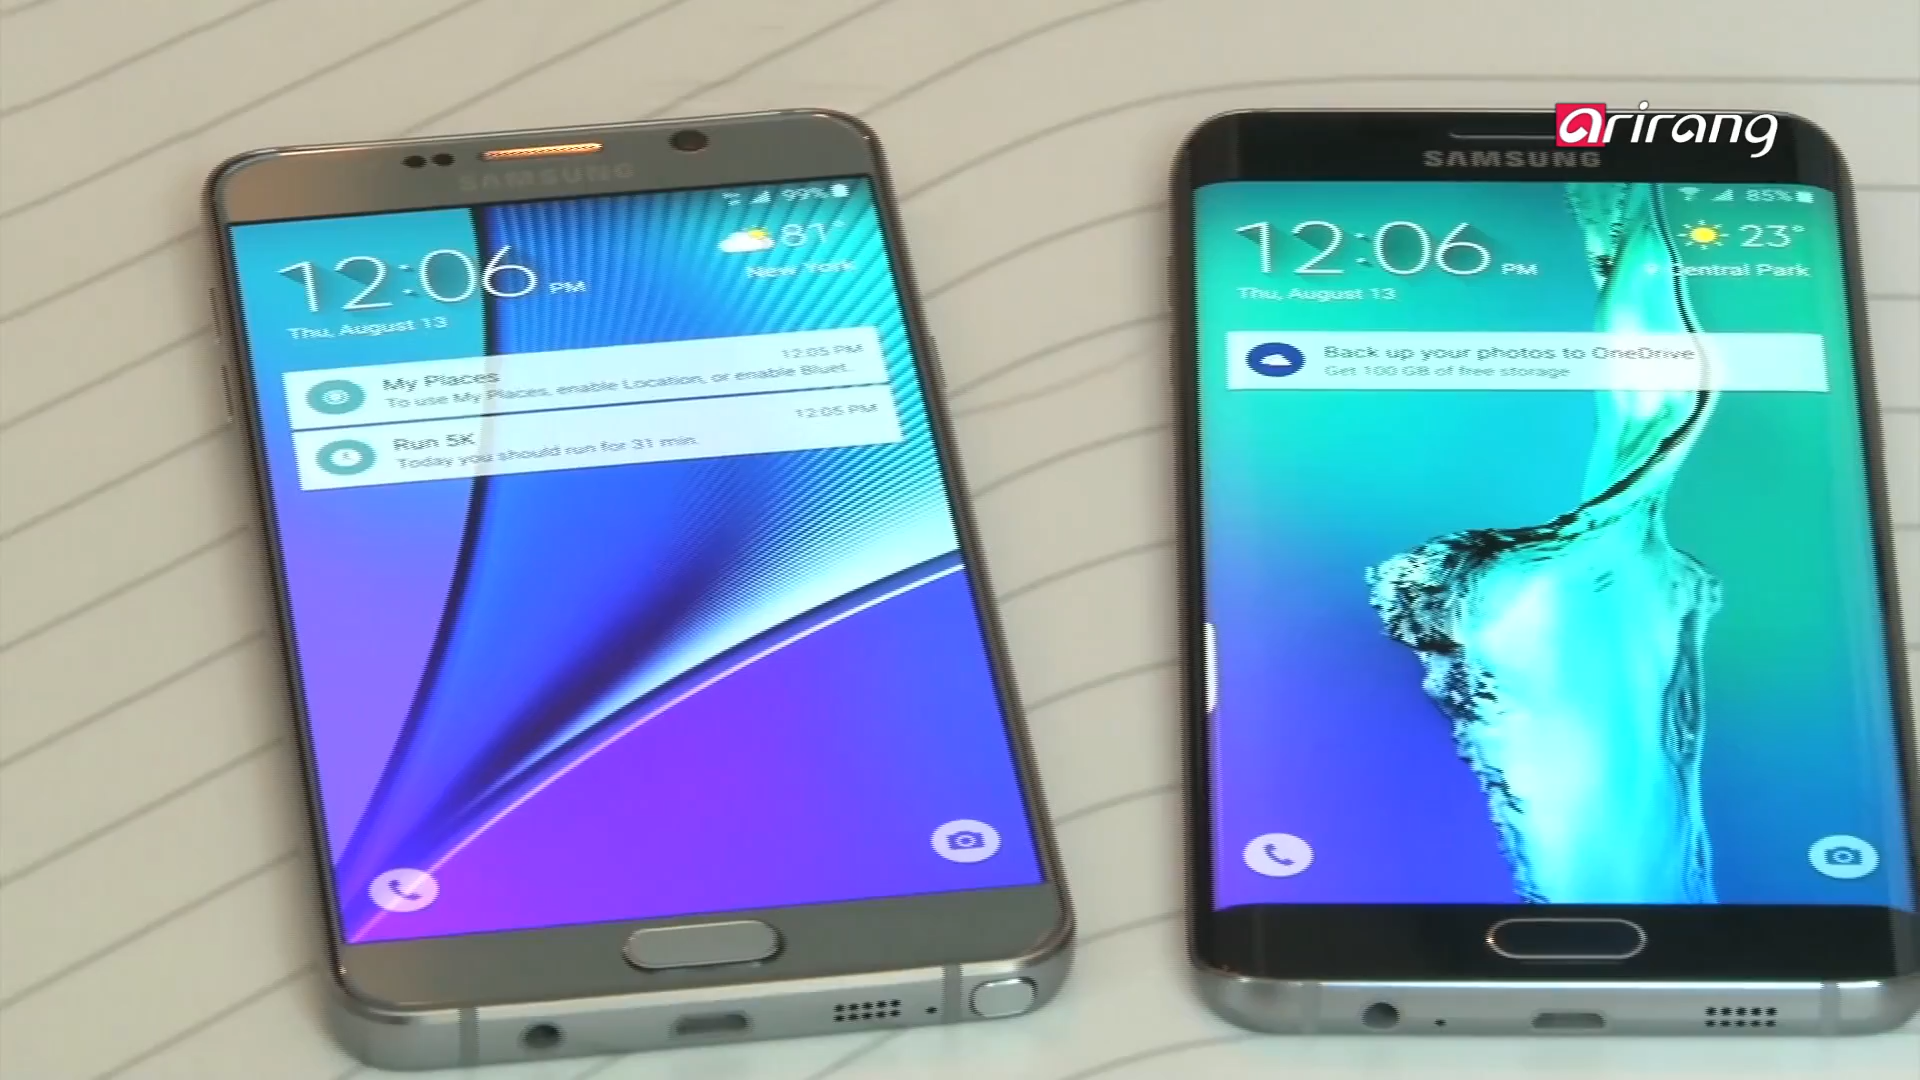 arirang
SAMSUNG
99%
12:06 PM
81°
New York
Thu, August 13
My Places
12:05 PM
To use My Places, enable Location, or enable Bluet..
Run 5K
12:05 PM
Today you should run for 31 min.
SAMSUNG
85%
12:06 PM
23°
Central Park
Thu, August 13
Back up your photos to OneDrive
Get 100 GB of free storage